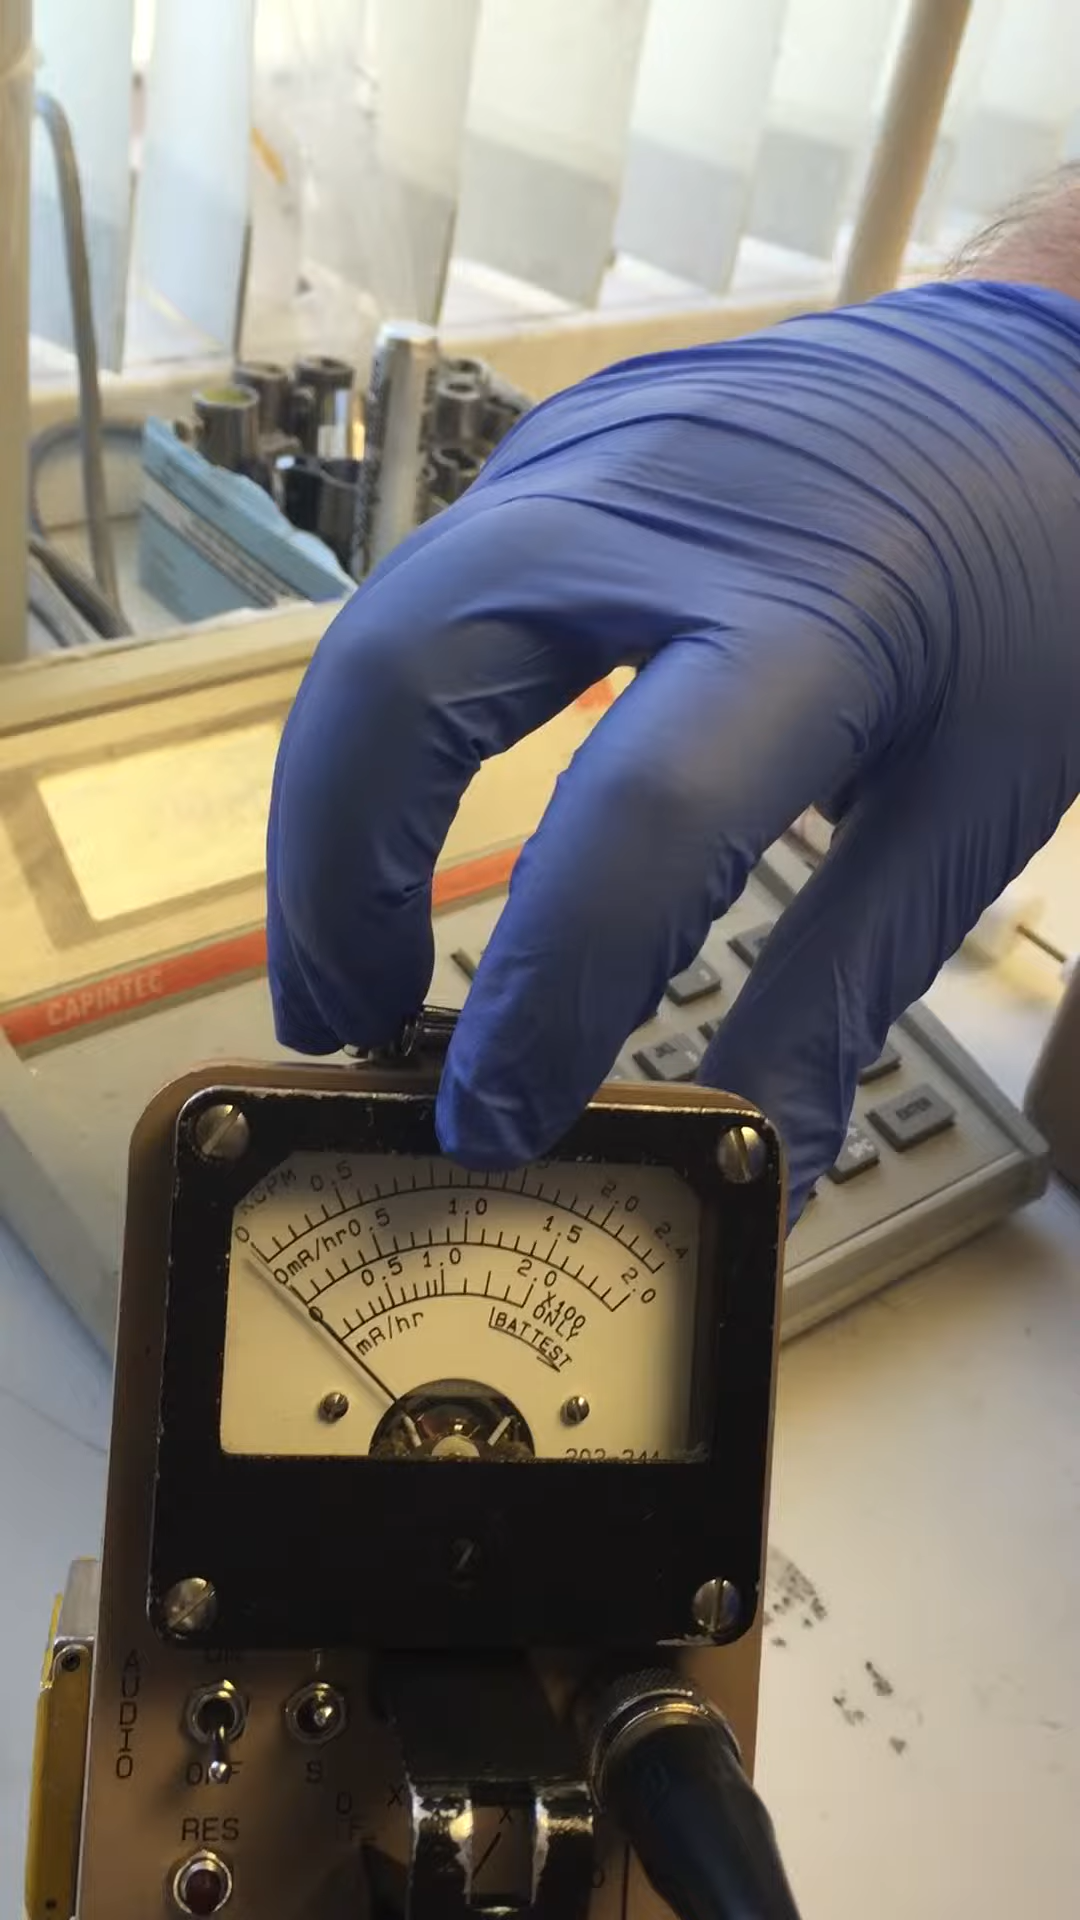 CAPINTEC
ENTER
0 KCPM 0.5 2.0 2.4
0 mR/hr 0.5 1.0 1.5 2.0
mR/hr 0.5 1.0 2.0 X100
ONLY
BAT TEST
AUDIO
OFF
RES